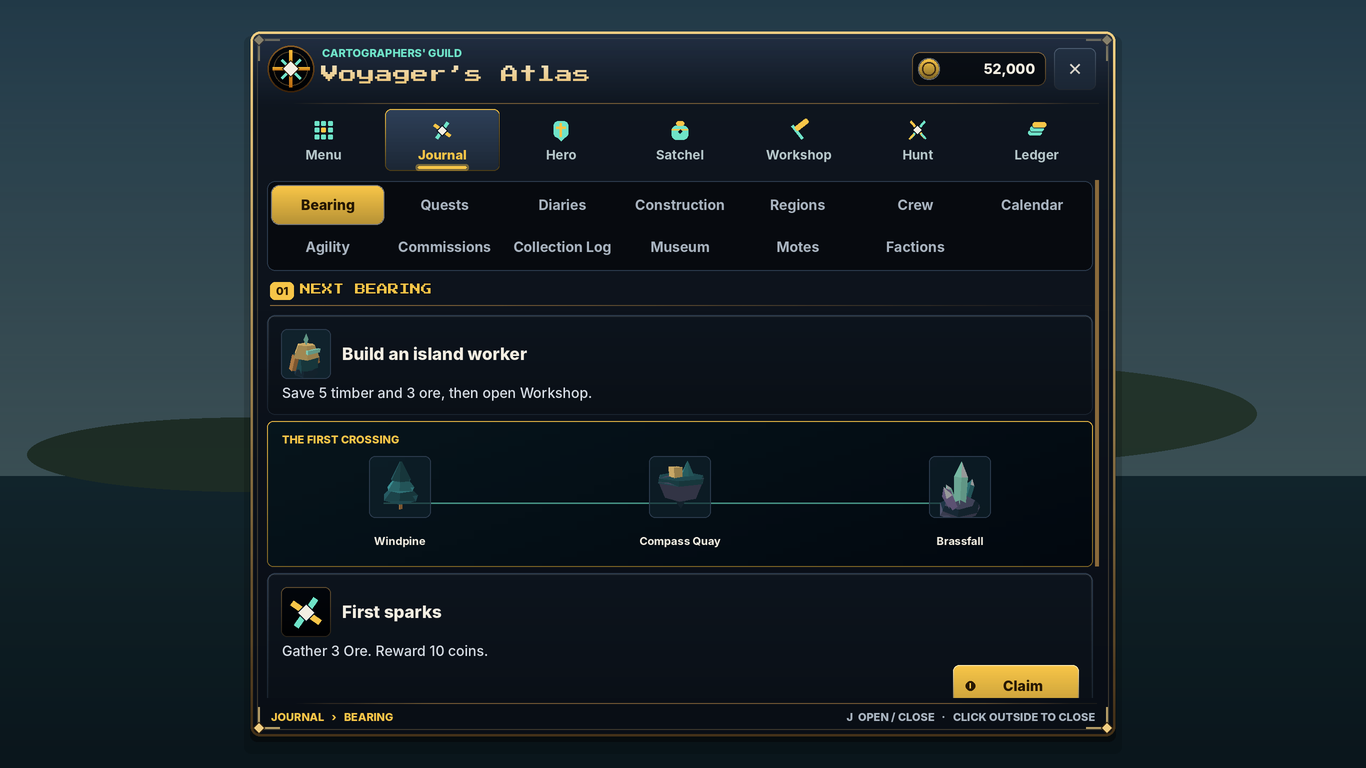 CARTOGRAPHERS' GUILD
Voyager's Atlas
52,000
Menu
Journal
Hero
Satchel
Workshop
Hunt
Ledger
Bearing
Quests
Diaries
Construction
Regions
Crew
Calendar
Agility
Commissions
Collection Log
Museum
Motes
Factions
01 NEXT BEARING
Build an island worker
Save 5 timber and 3 ore, then open Workshop.
THE FIRST CROSSING
Windpine
Compass Quay
Brassfall
First sparks
Gather 3 Ore. Reward 10 coins.
Claim
JOURNAL › BEARING
J OPEN / CLOSE · CLICK OUTSIDE TO CLOSE